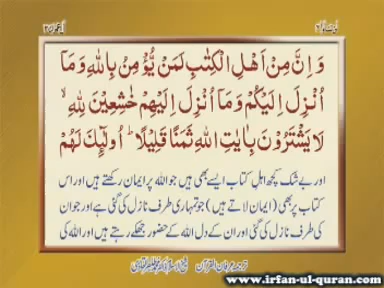 وَ اِنَّ مِنْ اَهْلِ الْكِتٰبِ لَمَنْ یُّؤْمِنُ بِاللّٰهِ وَ مَاۤ
اُنْزِلَ اِلَیْكُمْ وَ مَاۤ اُنْزِلَ اِلَیْهِمْ خٰشِعِیْنَ لِلّٰهِ ۙ
لَا یَشْتَرُوْنَ بِاٰیٰتِ اللّٰهِ ثَمَنًا قَلِیْلًا ؕ اُولٰٓىِٕكَ لَهُمْ
اور بے شک کچھ اہلِ کتاب ایسے بھی ہیں جو اللہ پر ایمان رکھتے ہیں اور اس
کتاب پر بھی (ایمان لاتے ہیں) جو تمہاری طرف نازل کی گئی ہے اور جو ان کی
طرف نازل کی گئی اور ان کے دل اللہ کے حضور جھکے رہتے ہیں اور اللہ کی
www.irfan-ul-quran.com